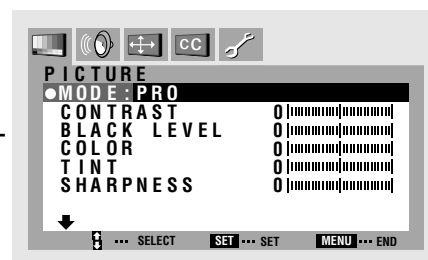 CC
PICTURE
●MODE:PRO
CONTRAST 0
BLACK LEVEL 0
COLOR 0
TINT 0
SHARPNESS 0
··· SELECT SET ··· SET MENU ··· END